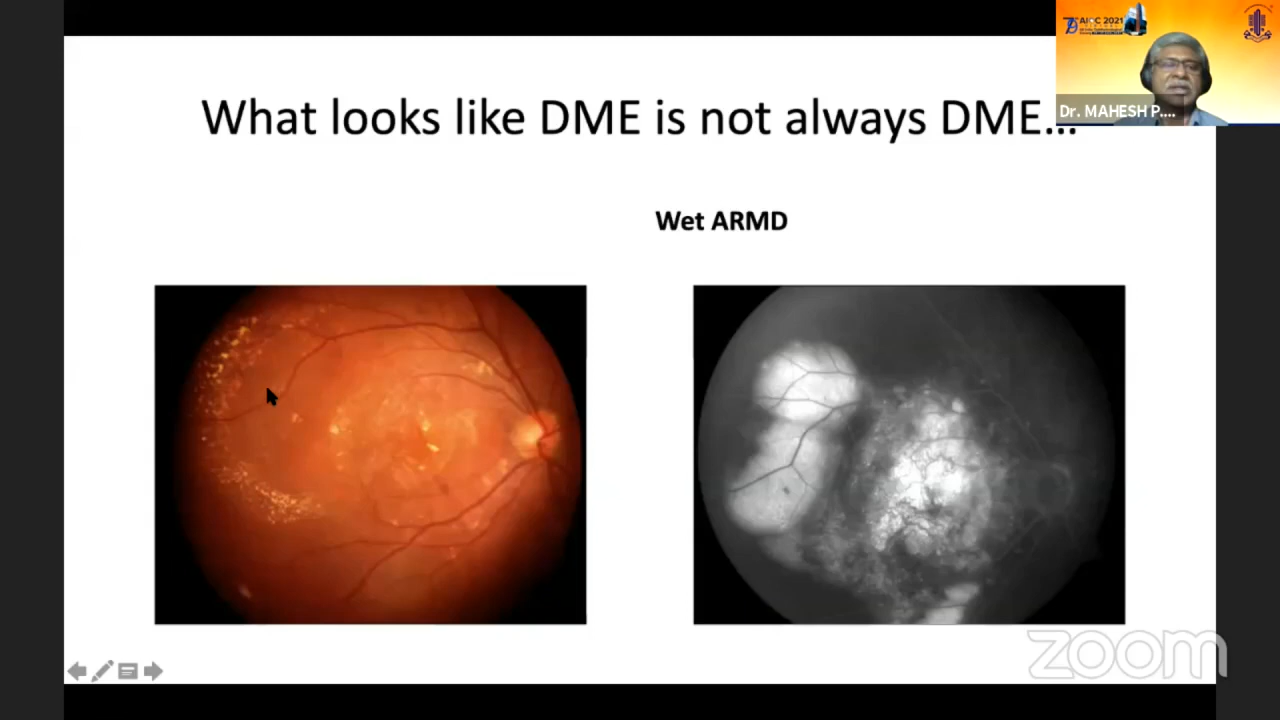 What looks like DME is not always DME...
Wet ARMD
AIOC 2021
Dr. MAHESH P....
zoom